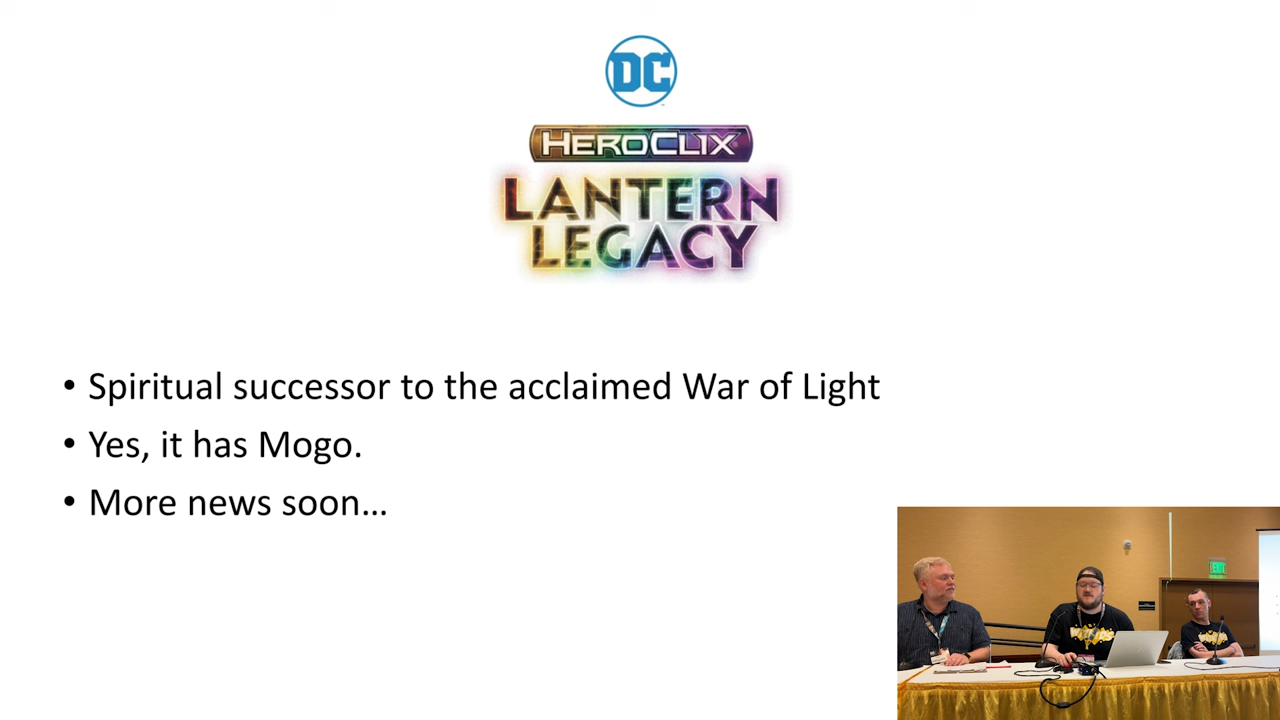 DC
HEROCLIX
LANTERN
LEGACY
• Spiritual successor to the acclaimed War of Light
• Yes, it has Mogo.
• More news soon…
EXIT